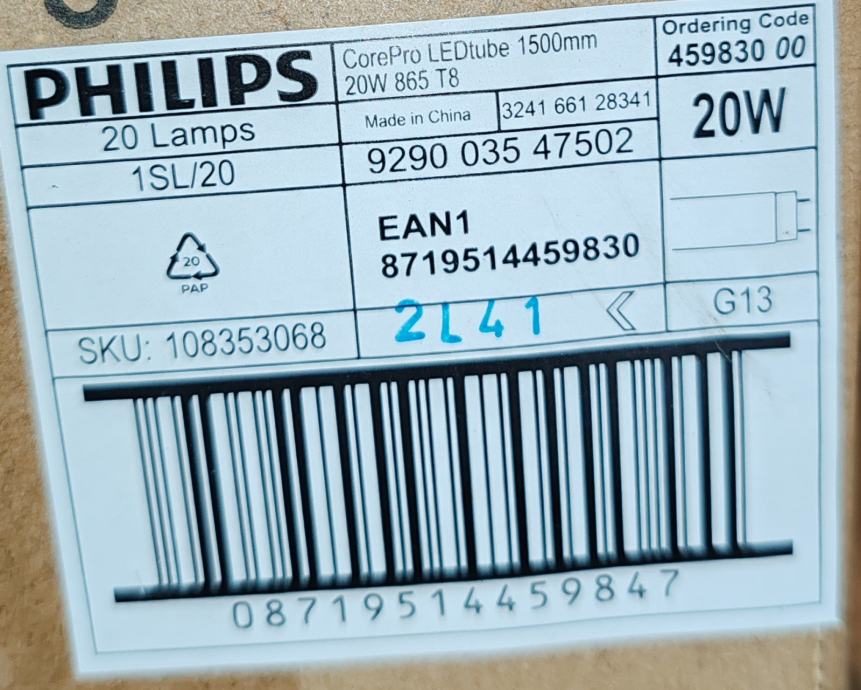 PHILIPS
CorePro LEDtube 1500mm
20W 865 T8
Ordering Code
459830 00
20 Lamps
Made in China
3241 661 28341
20W
1SL/20
9290 035 47502
20
PAP
EAN1
8719514459830
SKU: 108353068
2L41
G13
08719514459847